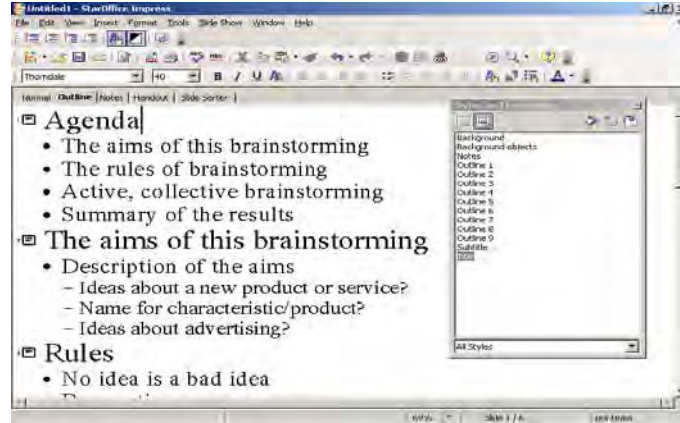 Untitled1 - StarOffice Impress
File Edit View Insert Format Tools Slide Show Window Help
Thorndale 40 B I U A
Normal Outline Notes Handout Slide Sorter
Agenda
• The aims of this brainstorming
• The rules of brainstorming
• Active, collective brainstorming
• Summary of the results
The aims of this brainstorming
• Description of the aims
– Ideas about a new product or service?
– Name for characteristic/product?
– Ideas about advertising?
Rules
• No idea is a bad idea
Background
Background objects
Notes
Outline 1
Outline 2
Outline 3
Outline 4
Outline 5
Outline 6
Outline 7
Outline 8
Outline 9
Subtitle
Title
All Styles
Slide 1 / 6